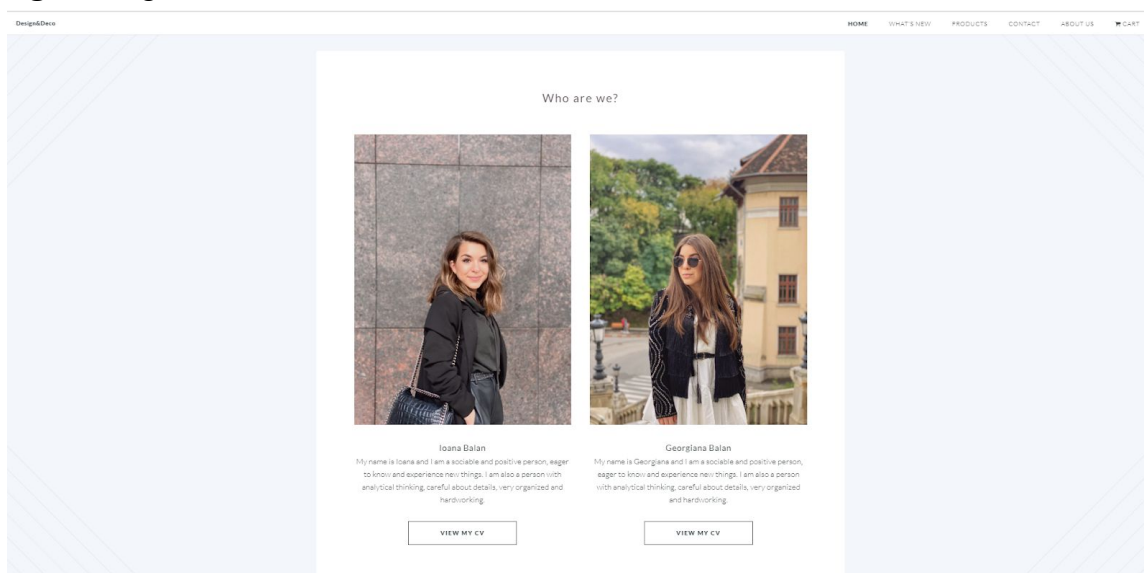 Design&Deco
HOME WHAT'S NEW PRODUCTS CONTACT ABOUT US CART
Who are we?
Ioana Balan
My name is Ioana and I am a sociable and positive person, eager
to know and experience new things. I am also a person with
analytical thinking, careful about details, very organized and
hardworking.
VIEW MY CV
Georgiana Balan
My name is Georgiana and I am a sociable and positive person,
eager to know and experience new things. I am also a person
with analytical thinking, careful about details, very organized
and hardworking.
VIEW MY CV